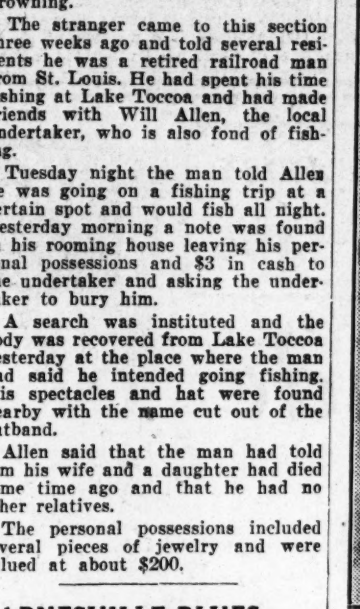 rowning.
The stranger came to this section
hree weeks ago and told several resi-
ents he was a retired railroad man
rom St. Louis. He had spent his time
shing at Lake Toccoa and had made
riends with Will Allen, the local
ndertaker, who is also fond of fish-
g.
Tuesday night the man told Allen
e was going on a fishing trip at a
ertain spot and would fish all night.
esterday morning a note was found
his rooming house leaving his per-
nal possessions and $3 in cash to
e undertaker and asking the under-
ker to bury him.
A search was instituted and the
ody was recovered from Lake Toccoa
esterday at the place where the man
ad said he intended going fishing.
is spectacles and hat were found
earby with the name cut out of the
atband.
Allen said that the man had told
m his wife and a daughter had died
me time ago and that he had no
her relatives.
The personal possessions included
veral pieces of jewelry and were
lued at about $200.